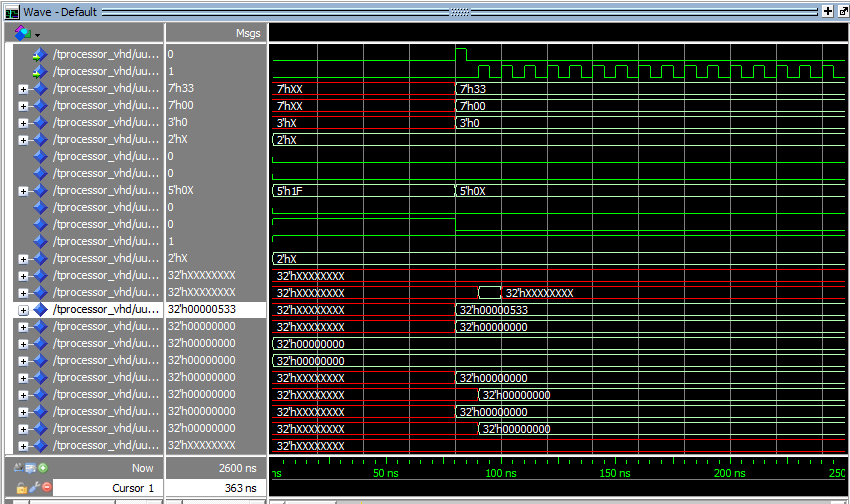 Wave - Default
Msgs
/tprocessor_vhd/uu... 0
/tprocessor_vhd/uu... 1
/tprocessor_vhd/uu... 7'h33 7'hXX 7'h33
/tprocessor_vhd/uu... 7'h00 7'hXX 7'h00
/tprocessor_vhd/uu... 3'h0 3'hX 3'h0
/tprocessor_vhd/uu... 2'hX 2'hX
/tprocessor_vhd/uu... 0
/tprocessor_vhd/uu... 0
/tprocessor_vhd/uu... 5'h0X 5'h1F 5'h0X
/tprocessor_vhd/uu... 0
/tprocessor_vhd/uu... 0
/tprocessor_vhd/uu... 1
/tprocessor_vhd/uu... 2'hX 2'hX
/tprocessor_vhd/uu... 32'hXXXXXXXX 32'hXXXXXXXX
/tprocessor_vhd/uu... 32'hXXXXXXXX 32'hXXXXXXXX 32'hXXXXXXXX
/tprocessor_vhd/uu... 32'h00000533 32'hXXXXXXXX 32'h00000533
/tprocessor_vhd/uu... 32'h00000000 32'hXXXXXXXX 32'h00000000
/tprocessor_vhd/uu... 32'h00000000 32'h00000000
/tprocessor_vhd/uu... 32'h00000000 32'h00000000
/tprocessor_vhd/uu... 32'h00000000 32'hXXXXXXXX 32'h00000000
/tprocessor_vhd/uu... 32'h00000000 32'hXXXXXXXX 32'h00000000
/tprocessor_vhd/uu... 32'h00000000 32'hXXXXXXXX 32'h00000000
/tprocessor_vhd/uu... 32'h00000000 32'hXXXXXXXX 32'h00000000
/tprocessor_vhd/uu... 32'hXXXXXXXX 32'hXXXXXXXX
Now 2600 ns ns 50 ns 100 ns 150 ns 200 ns 250
Cursor 1 363 ns